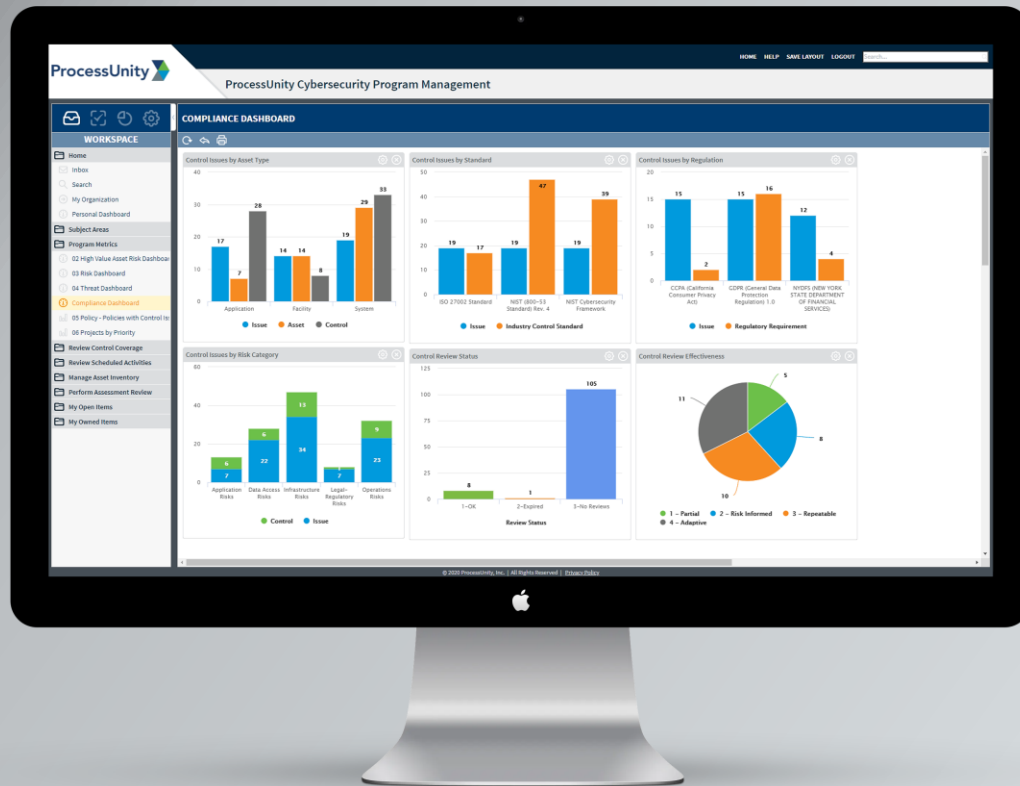 HOME HELP SAVE LAYOUT LOGOUT Search...
ProcessUnity
ProcessUnity Cybersecurity Program Management
WORKSPACE
Home
Inbox
Search
My Organization
Personal Dashboard
Subject Areas
Program Metrics
02 High Value Asset Risk Dashboar
03 Risk Dashboard
04 Threat Dashboard
Compliance Dashboard
05 Policy - Policies with Control Is
06 Projects by Priority
Review Control Coverage
Review Scheduled Activities
Manage Asset Inventory
Perform Assessment Review
My Open Items
My Owned Items
COMPLIANCE DASHBOARD
Control Issues by Asset Type
40
30
20
10
0
17
7
28
14
14
8
19
29
33
Application Facility System
Issue Asset Control
Control Issues by Standard
50
40
30
20
10
0
19
17
19
47
19
39
ISO 27002 Standard
NIST (800-53
Standard) Rev. 4
NIST Cybersecurity
Framework
Issue Industry Control Standard
Control Issues by Regulation
20
15
10
5
0
15
2
15
16
12
4
CCPA (California
Consumer Privacy
Act)
GDPR (General Data
Protection
Regulation) 1.0
NYDFS (NEW YORK
STATE DEPARTMENT
OF FINANCIAL
SERVICES)
Issue Regulatory Requirement
Control Issues by Risk Category
60
40
20
0
6
7
6
22
13
34
7
9
23
Application
Risks
Data Access
Risks
Infrastructure
Risks
Legal-
Regulatory
Risks
Operations
Risks
Control Issue
Control Review Status
125
100
75
50
25
0
8
1
105
1-OK 2-Expired 3-No Reviews
Review Status
Control Review Effectiveness
5
8
10
11
1 - Partial 2 - Risk Informed 3 - Repeatable
4 - Adaptive
© 2020 ProcessUnity, Inc. | All Rights Reserved | Privacy Policy